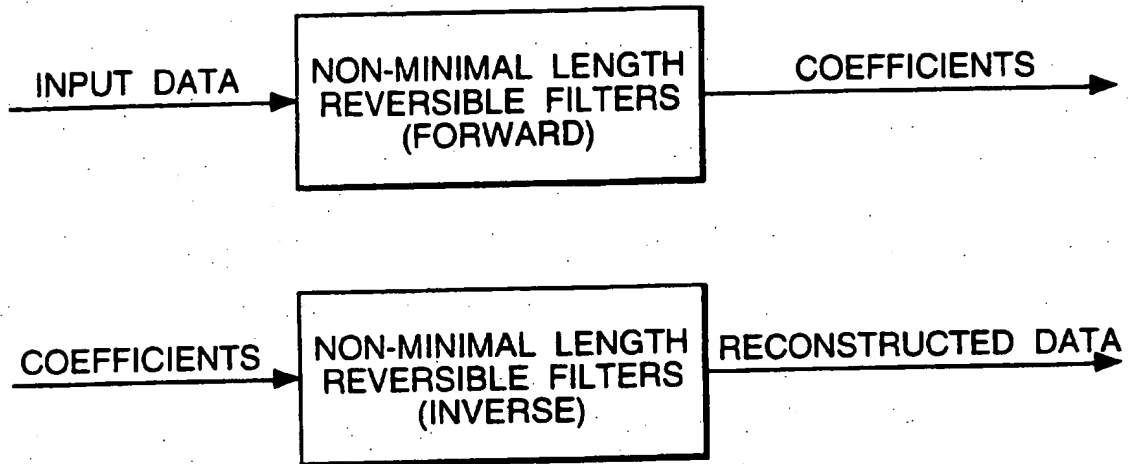 INPUT DATA
NON-MINIMAL LENGTH
REVERSIBLE FILTERS
(FORWARD)
COEFFICIENTS
COEFFICIENTS
NON-MINIMAL LENGTH
REVERSIBLE FILTERS
(INVERSE)
RECONSTRUCTED DATA